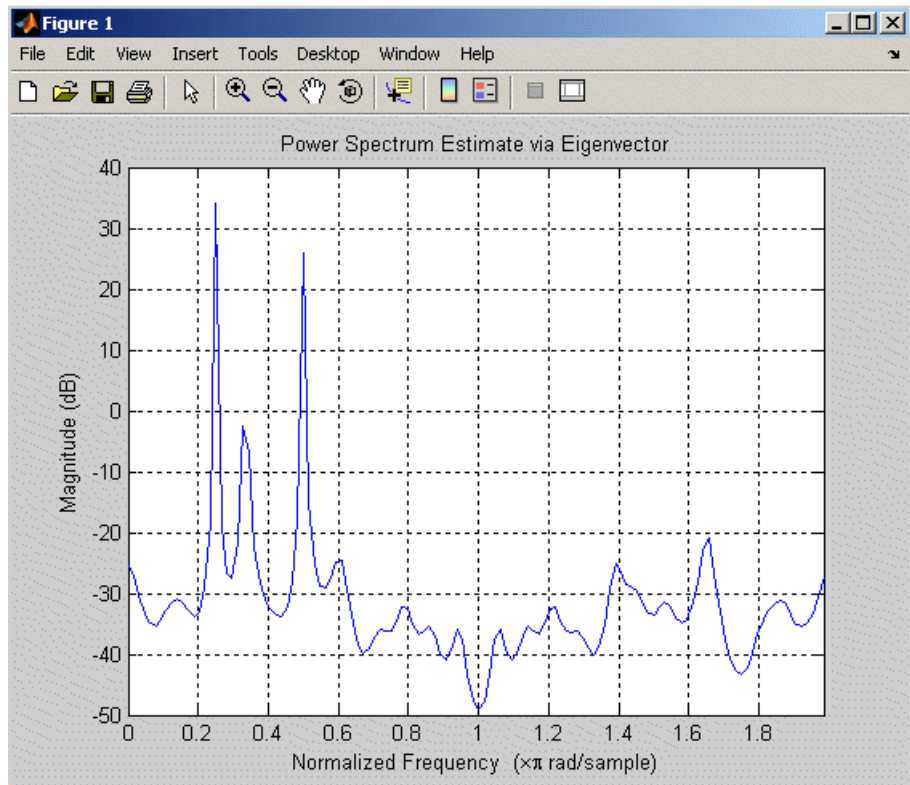 Figure 1
File Edit View Insert Tools Desktop Window Help
Power Spectrum Estimate via Eigenvector
40
30
20
10
0
-10
-20
-30
-40
-50
Magnitude (dB)
0 0.2 0.4 0.6 0.8 1 1.2 1.4 1.6 1.8
Normalized Frequency (×π rad/sample)